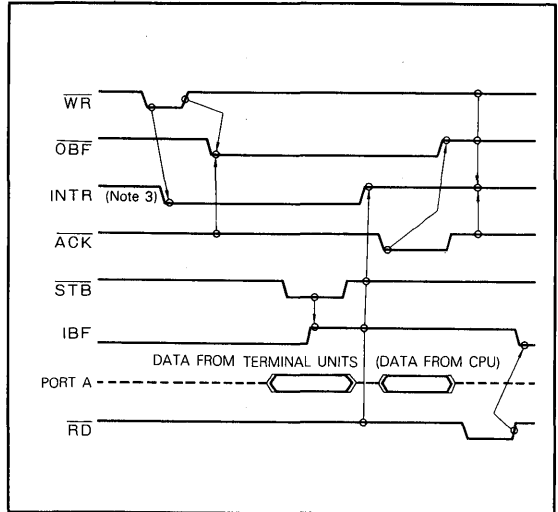 WR
OBF
INTR (Note 3)
ACK
STB
IBF
DATA FROM TERMINAL UNITS (DATA FROM CPU)
PORT A
RD